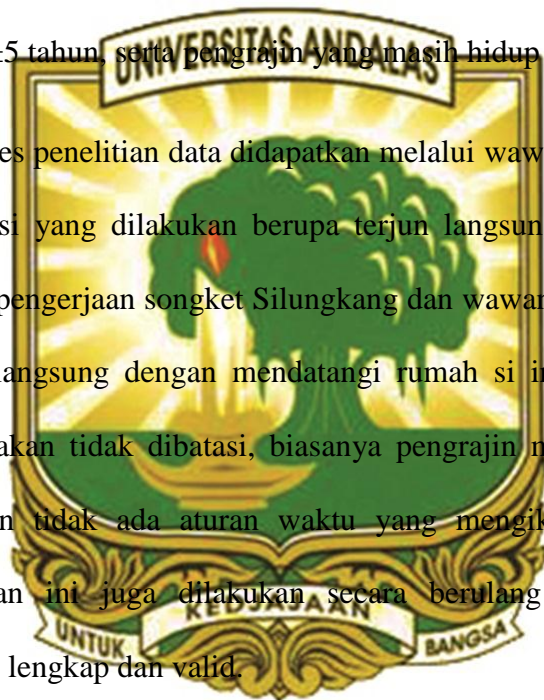 UNIVERSITAS ANDALAS
±5 tahun, serta pengrajin yang masih hidup
es penelitian data didapatkan melalui waw
si yang dilakukan berupa terjun langsun
pengerjaan songket Silungkang dan wawar
langsung dengan mendatangi rumah si in
akan tidak dibatasi, biasanya pengrajin n
n tidak ada aturan waktu yang mengik
an ini juga dilakukan secara berulang
KEDJAJAAN
UNTUK BANGSA
lengkap dan valid.